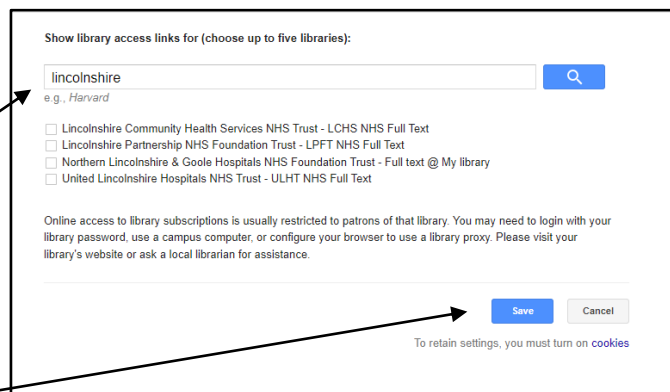 Show library access links for (choose up to five libraries):
lincolnshire
e.g., Harvard
Lincolnshire Community Health Services NHS Trust - LCHS NHS Full Text
Lincolnshire Partnership NHS Foundation Trust - LPFT NHS Full Text
Northern Lincolnshire & Goole Hospitals NHS Foundation Trust - Full text @ My library
United Lincolnshire Hospitals NHS Trust - ULHT NHS Full Text
Online access to library subscriptions is usually restricted to patrons of that library. You may need to login with your
library password, use a campus computer, or configure your browser to use a library proxy. Please visit your
library's website or ask a local librarian for assistance.
Save Cancel
To retain settings, you must turn on cookies